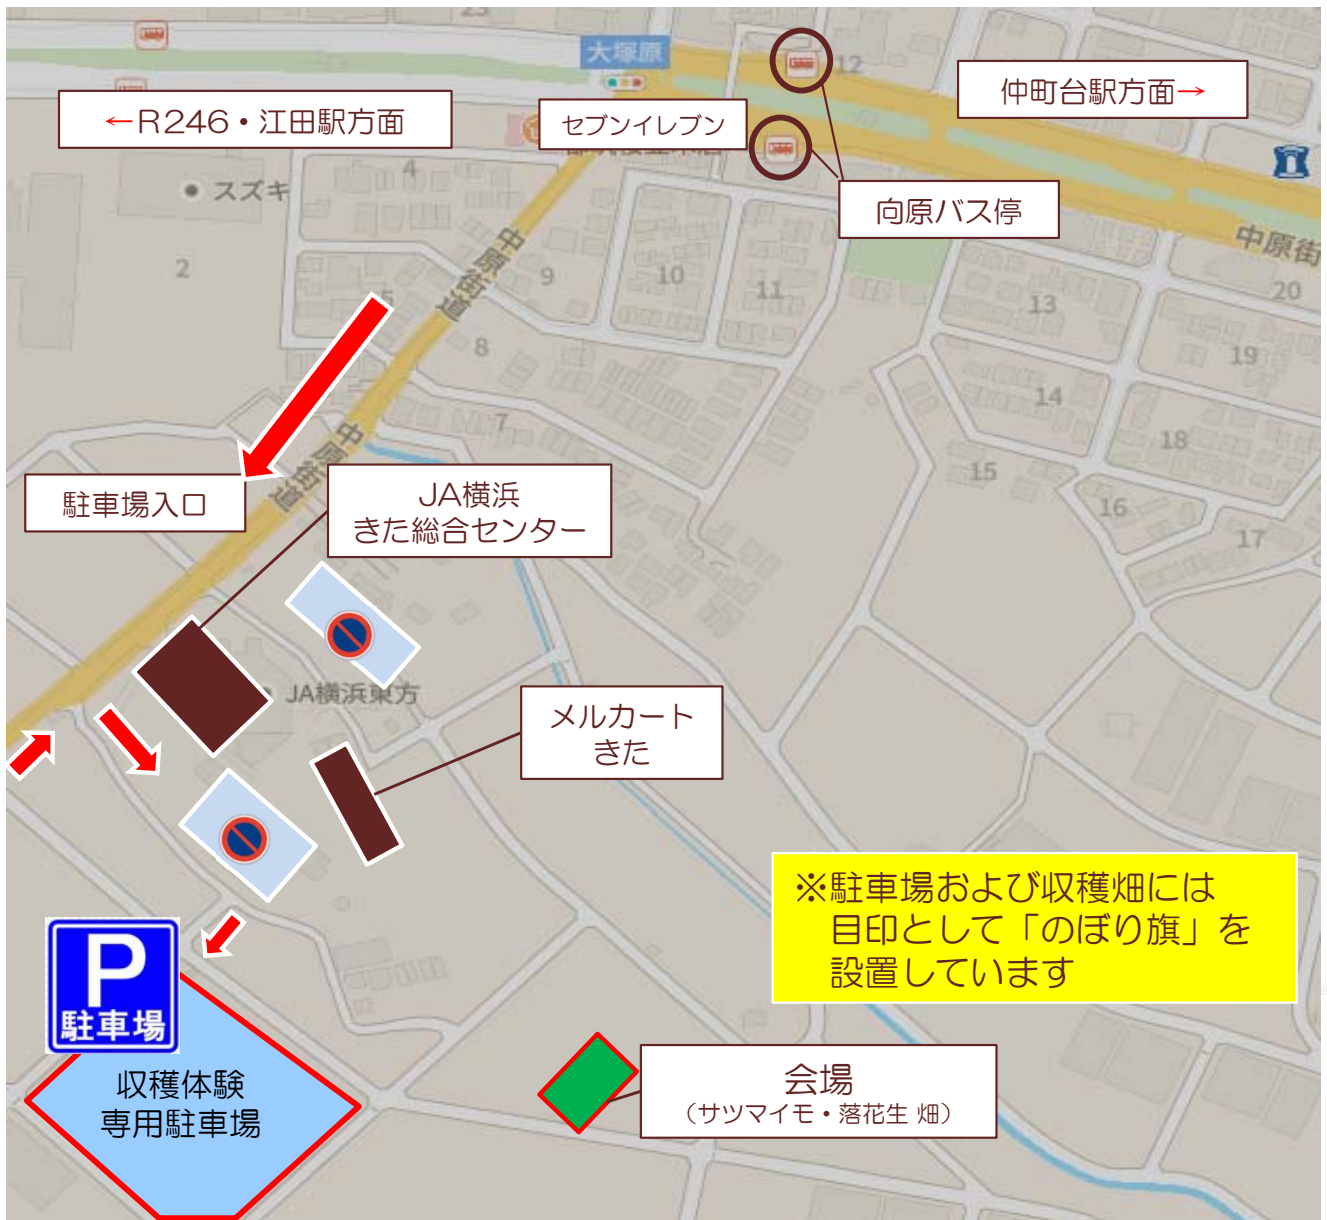 23
大塚原
12
←R246・江田駅方面
セブンイレブン
仲町台駅方面→
向原バス停
スズキ
4
中原街道
中原街
2
5
9
10
11
13
20
8
19
14
7
18
中原街道
15
16
17
駐車場入口
JA横浜
きた総合センター
JA横浜東方
メルカート
きた
※駐車場および収穫畑には
目印として「のぼり旗」を
設置しています
P
駐車場
収穫体験
専用駐車場
会場
（サツマイモ・落花生 畑）